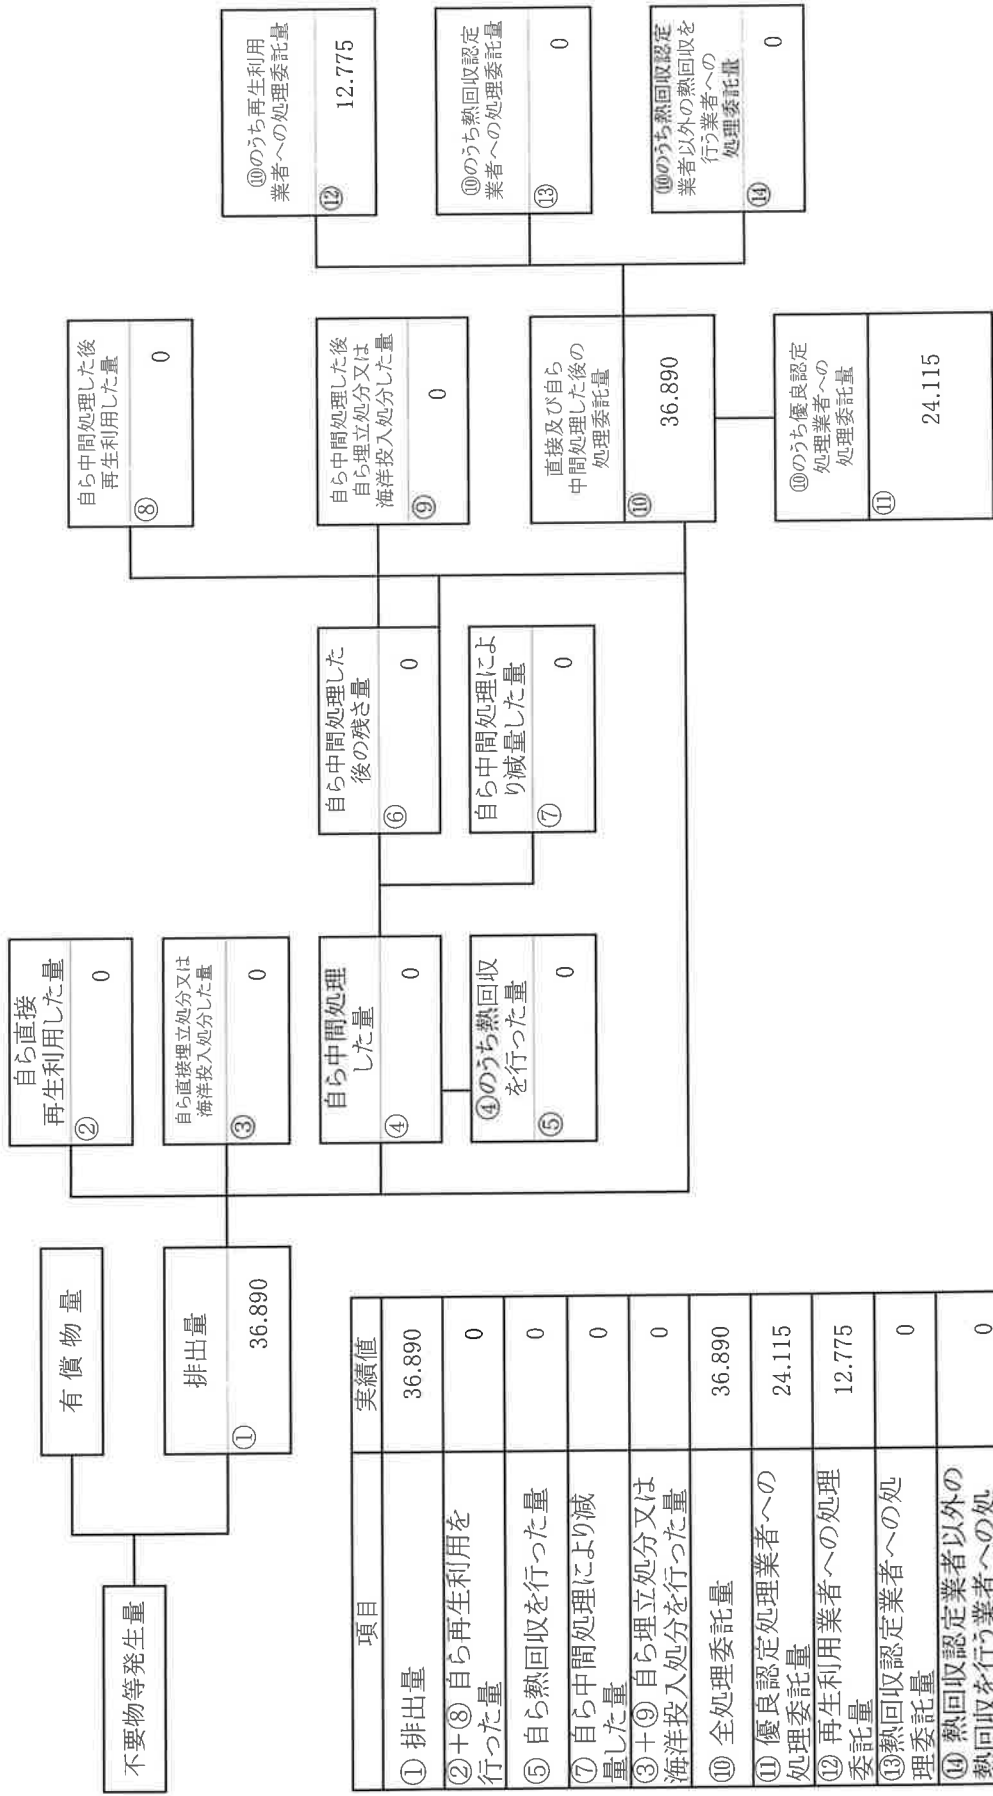 不要物等発生量
有償物量
排出量
①
36.890
自ら直接
再生利用した量
②
0
自ら直接埋立処分又は
海洋投入処分した量
③
0
自ら中間処理
した量
④
0
④のうち熱回収
を行った量
⑤
0
自ら中間処理した
後の残さ量
⑥
0
自ら中間処理によ
り減量した量
⑦
0
自ら中間処理した後
再生利用した量
⑧
0
自ら中間処理した後
自ら埋立処分又は
海洋投入処分した量
⑨
0
直接及び自ら
中間処理した後の
処理委託量
⑩
36.890
⑩のうち優良認定
処理業者への
処理委託量
⑪
24.115
⑩のうち再生利用
業者への処理委託量
⑫
12.775
⑩のうち熱回収認定
業者への処理委託量
⑬
0
⑩のうち熱回収認定
業者以外の熱回収を
行う業者への
処理委託量
⑭
0
項目 実績値
① 排出量 36.890
②+⑧ 自ら再生利用を
行った量 0
⑤ 自ら熱回収を行った量 0
⑦ 自ら中間処理により減
量した量 0
③+⑨ 自ら埋立処分又は
海洋投入処分を行った量 0
⑩ 全処理委託量 36.890
⑪ 優良認定処理業者への
処理委託量 24.115
⑫ 再生利用業者への処理
委託量 12.775
⑬熱回収認定業者への処
理委託量 0
⑭ 熱回収認定業者以外の
熱回収を行う業者への処 0